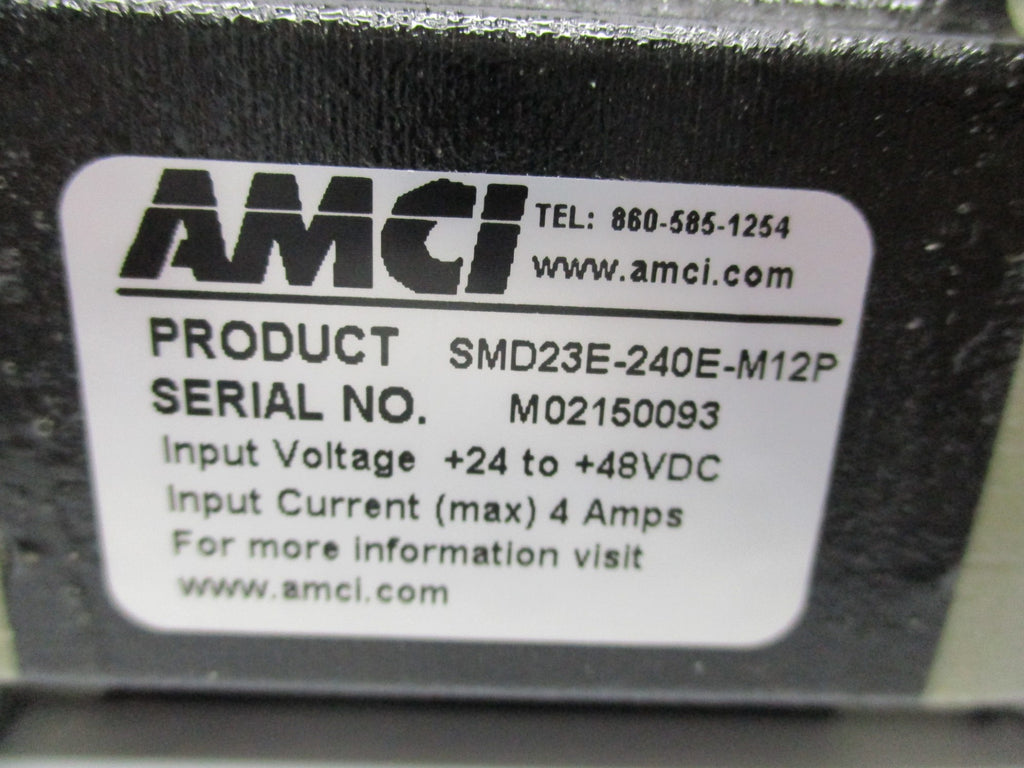 AMCI TEL: 860-585-1254
www.amci.com
PRODUCT SMD23E-240E-M12P
SERIAL NO. M02150093
Input Voltage +24 to +48VDC
Input Current (max) 4 Amps
For more information visit
www.amci.com